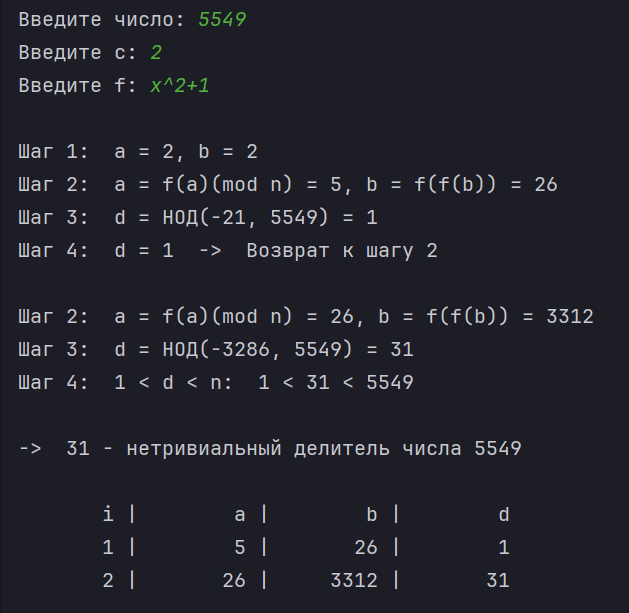 Введите число: 5549
Введите c: 2
Введите f: x^2+1
Шаг 1:  a = 2, b = 2
Шаг 2:  a = f(a)(mod n) = 5, b = f(f(b)) = 26
Шаг 3:  d = НОД(-21, 5549) = 1
Шаг 4:  d = 1  ->  Возврат к шагу 2
Шаг 2:  a = f(a)(mod n) = 26, b = f(f(b)) = 3312
Шаг 3:  d = НОД(-3286, 5549) = 31
Шаг 4:  1 < d < n:  1 < 31 < 5549
->  31 - нетривиальный делитель числа 5549
i |        a |        b |        d
1 |        5 |       26 |        1
2 |       26 |     3312 |       31